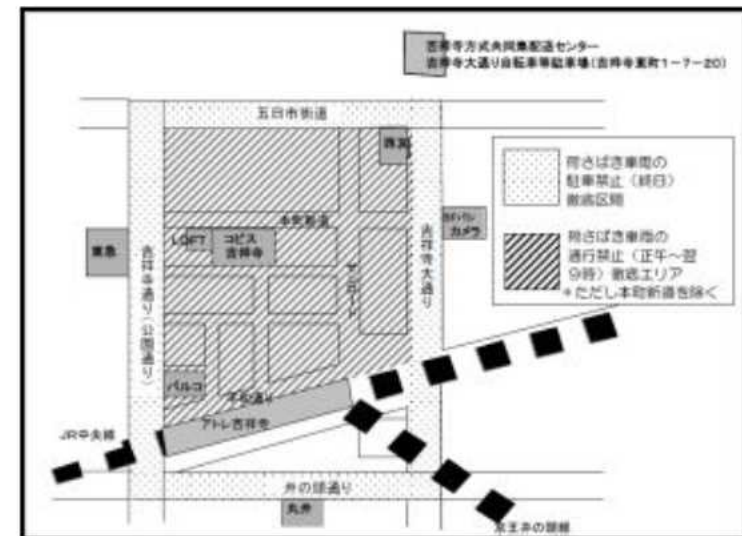 吉祥寺方式共同集配送センター
吉祥寺大通り自転車等駐車場(吉祥寺東町1-7-20)
五日市街道
西友
荷さばき車両の
駐車禁止(終日)
徹底区間
本町新道
LOFT
コピス
吉祥寺
東急
ヨドバシ
カメラ
吉祥寺大通り
サンロード
吉祥寺通り(公園通り)
荷さばき車両の
通行禁止(正午~翌
9時)徹底エリア
*ただし本町新道を除く
パルコ
平和通り
アトレ吉祥寺
JR中央線
井の頭通り
丸井
京王井の頭線